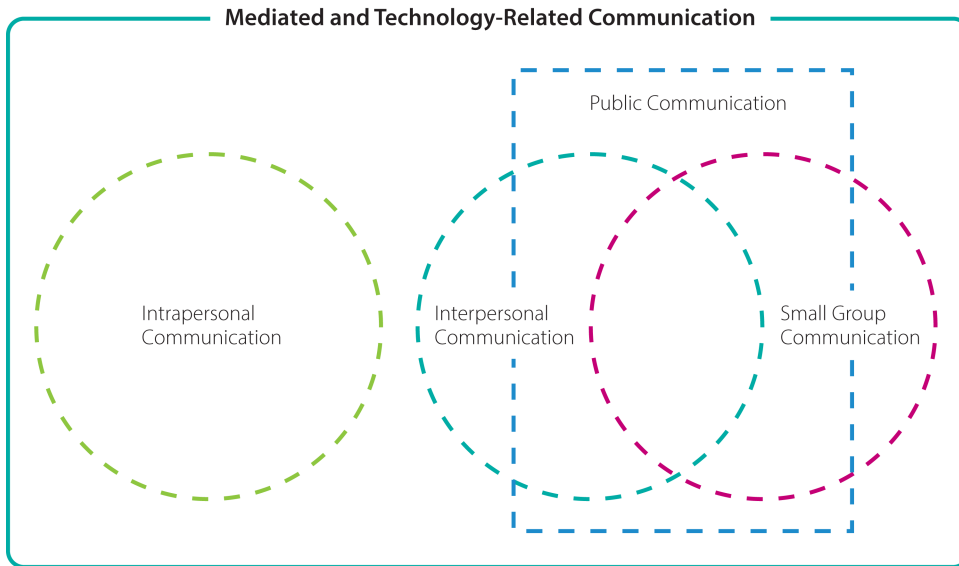 Mediated and Technology-Related Communication
Public Communication
Intrapersonal
Communication
Interpersonal
Communication
Small Group
Communication